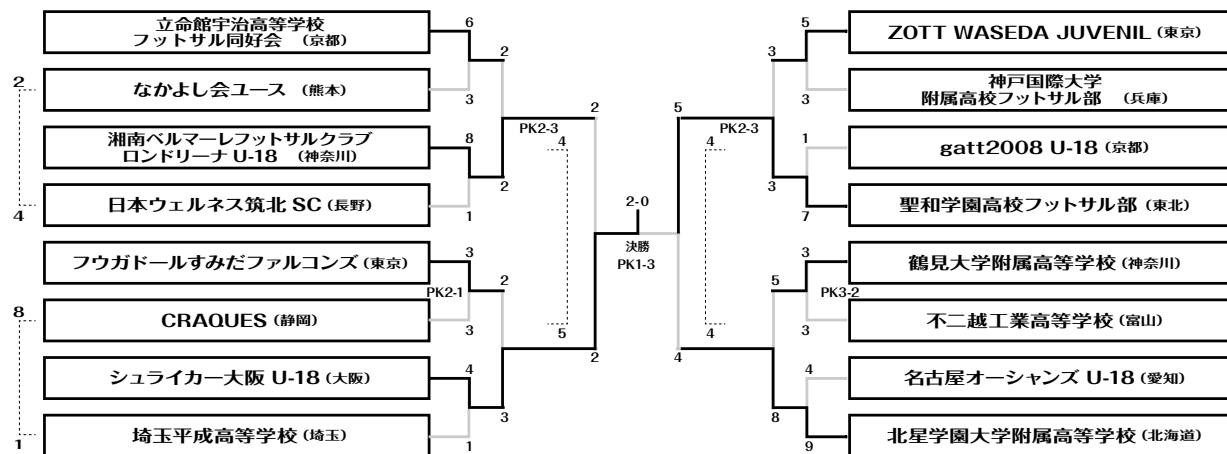 立命館宇治高等学校
フットサル同好会 (京都)
なかよし会ユース (熊本)
湘南ベルマーレフットサルクラブ
ロンドリーナ U-18 (神奈川)
日本ウェルネス筑北 SC (長野)
フウガドールすみだファルコンズ (東京)
CRAQUES (静岡)
シュライカー大阪 U-18 (大阪)
埼玉平成高等学校 (埼玉)
2
4
8
1
6
3
8
1
3
PK2-1
3
4
1
2
2
2
3
PK2-3
2
2
4
5
2-0
決勝
PK1-3
5
4
4
4
PK2-3
3
3
5
8
5
3
1
7
3
PK3-2
3
4
9
ZOTT WASEDA JUVENIL (東京)
神戸国際大学
附属高校フットサル部 (兵庫)
gatt2008 U-18 (京都)
聖和学園高校フットサル部 (東北)
鶴見大学附属高等学校 (神奈川)
不二越工業高等学校 (富山)
名古屋オーシャンズ U-18 (愛知)
北星学園大学附属高等学校 (北海道)